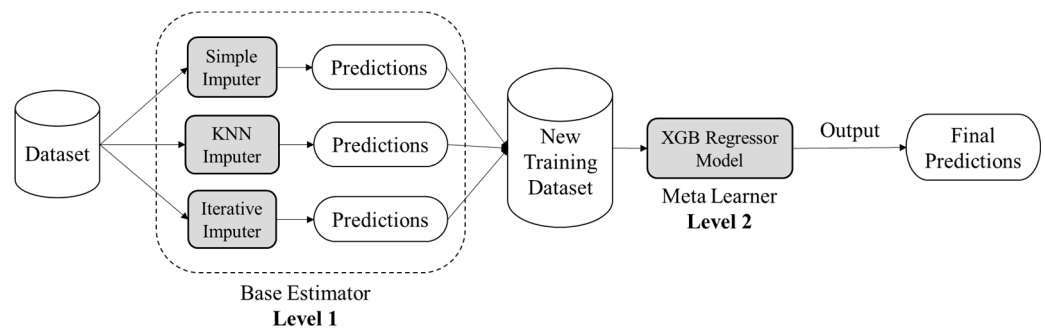 Dataset
Simple
Imputer
Predictions
KNN
Imputer
Predictions
Iterative
Imputer
Predictions
Base Estimator
Level 1
New
Training
Dataset
XGB Regressor
Model
Meta Learner
Level 2
Output
Final
Predictions